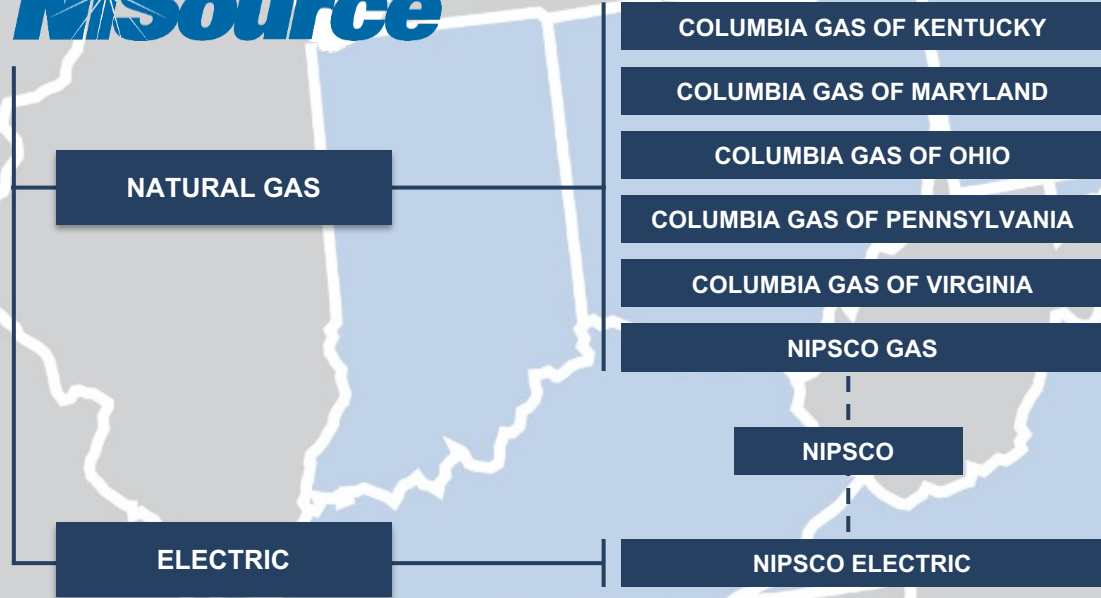 NiSource
NATURAL GAS
COLUMBIA GAS OF KENTUCKY
COLUMBIA GAS OF MARYLAND
COLUMBIA GAS OF OHIO
COLUMBIA GAS OF PENNSYLVANIA
COLUMBIA GAS OF VIRGINIA
NIPSCO GAS
NIPSCO
ELECTRIC
NIPSCO ELECTRIC